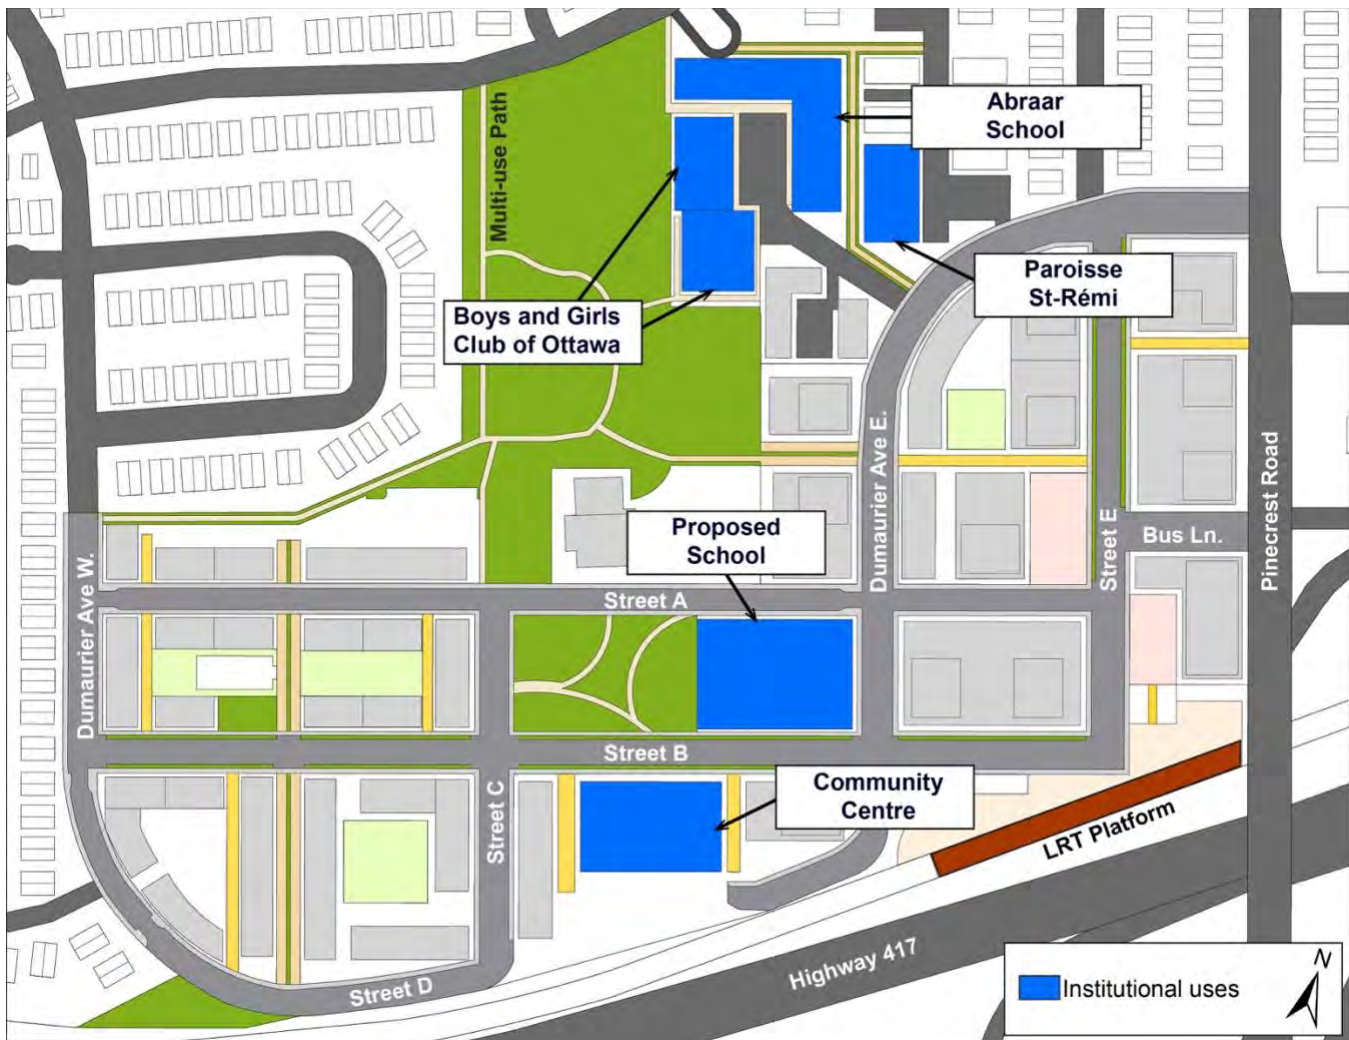 Abraar
School
Multi-use Path
Paroisse
St-Rémi
Boys and Girls
Club of Ottawa
Dumaurier Ave E.
Proposed
School
Street E
Bus Ln.
Pinecrest Road
Dumaurier Ave W.
Street A
Street B
Community
Centre
Street C
LRT Platform
Highway 417
Street D
N
Institutional uses